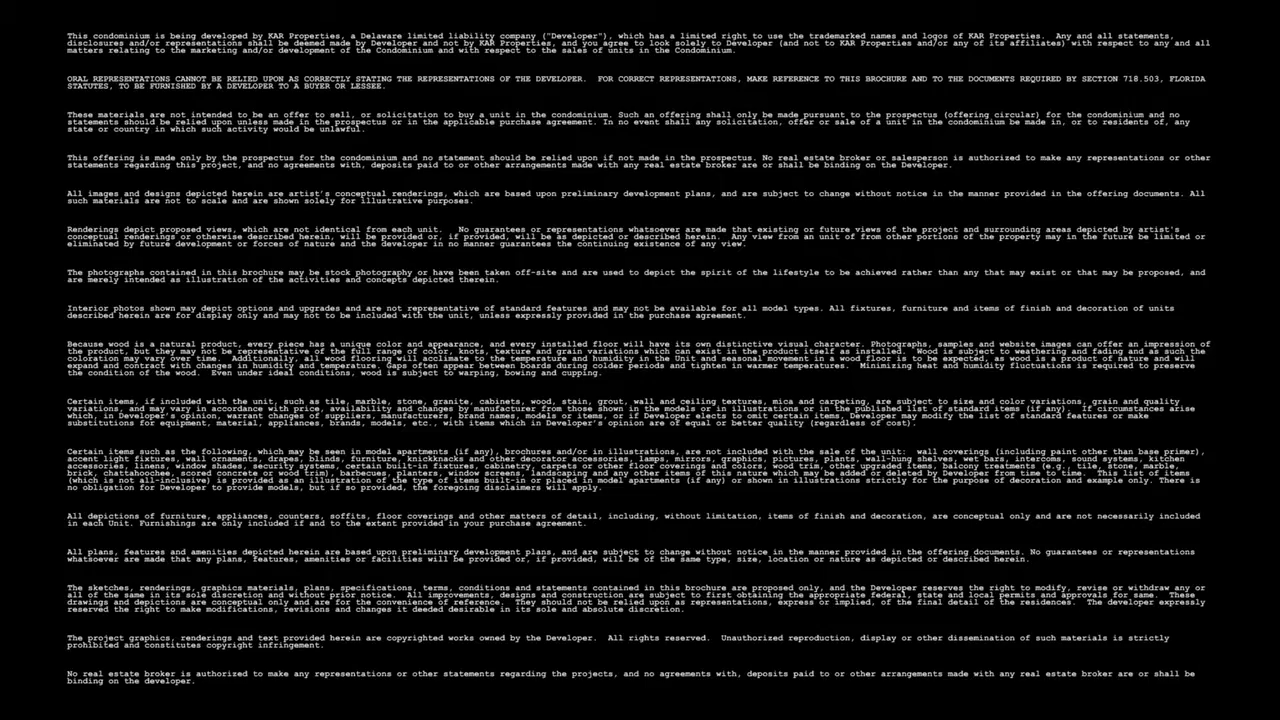 This condominium is being developed by KAR Properties, a Delaware limited liability company ("Developer"), which has a limited right to use the trademarked names and logos of KAR Properties.  Any and all statements,
disclosures and/or representations shall be deemed made by Developer and not by KAR Properties, and you agree to look solely to Developer (and not to KAR Properties and/or any of its affiliates) with respect to any and all
matters relating to the marketing and/or development of the Condominium and with respect to the sales of units in the Condominium.
ORAL REPRESENTATIONS CANNOT BE RELIED UPON AS CORRECTLY STATING THE REPRESENTATIONS OF THE DEVELOPER.  FOR CORRECT REPRESENTATIONS, MAKE REFERENCE TO THIS BROCHURE AND TO THE DOCUMENTS REQUIRED BY SECTION 718.503, FLORIDA
STATUTES, TO BE FURNISHED BY A DEVELOPER TO A BUYER OR LESSEE.
These materials are not intended to be an offer to sell, or solicitation to buy a unit in the condominium. Such an offering shall only be made pursuant to the prospectus (offering circular) for the condominium and no
statements should be relied upon unless made in the prospectus or in the applicable purchase agreement. In no event shall any solicitation, offer or sale of a unit in the condominium be made in, or to residents of, any
state or country in which such activity would be unlawful.
This offering is made only by the prospectus for the condominium and no statement should be relied upon if not made in the prospectus. No real estate broker or salesperson is authorized to make any representations or other
statements regarding this project, and no agreements with, deposits paid to or other arrangements made with any real estate broker are or shall be binding on the Developer.
All images and designs depicted herein are artist's conceptual renderings, which are based upon preliminary development plans, and are subject to change without notice in the manner provided in the offering documents. All
such materials are not to scale and are shown solely for illustrative purposes.
Renderings depict proposed views, which are not identical from each unit.   No guarantees or representations whatsoever are made that existing or future views of the project and surrounding areas depicted by artist's
conceptual renderings or otherwise described herein, will be provided or, if provided, will be as depicted or described herein.  Any view from an unit of from other portions of the property may in the future be limited or
eliminated by future development or forces of nature and the developer in no manner guarantees the continuing existence of any view.
The photographs contained in this brochure may be stock photography or have been taken off-site and are used to depict the spirit of the lifestyle to be achieved rather than any that may exist or that may be proposed, and
are merely intended as illustration of the activities and concepts depicted therein.
Interior photos shown may depict options and upgrades and are not representative of standard features and may not be available for all model types. All fixtures, furniture and items of finish and decoration of units
described herein are for display only and may not to be included with the unit, unless expressly provided in the purchase agreement.
Because wood is a natural product, every piece has a unique color and appearance, and every installed floor will have its own distinctive visual character. Photographs, samples and website images can offer an impression of
the product, but they may not be representative of the full range of color, knots, texture and grain variations which can exist in the product itself as installed.  Wood is subject to weathering and fading and as such the
coloration may vary over time.  Additionally, all wood flooring will acclimate to the temperature and humidity in the Unit and seasonal movement in a wood floor is to be expected, as wood is a product of nature and will
expand and contract with changes in humidity and temperature. Gaps often appear between boards during colder periods and tighten in warmer temperatures.  Minimizing heat and humidity fluctuations is required to preserve
the condition of the wood.  Even under ideal conditions, wood is subject to warping, bowing and cupping.
Certain items, if included with the unit, such as tile, marble, stone, granite, cabinets, wood, stain, grout, wall and ceiling textures, mica and carpeting, are subject to size and color variations, grain and quality
variations, and may vary in accordance with price, availability and changes by manufacturer from those shown in the models or in illustrations or in the published list of standard items (if any).  If circumstances arise
which, in Developer's opinion, warrant changes of suppliers, manufacturers, brand names, models or items, or if Developer elects to omit certain items, Developer may modify the list of standard features or make
substitutions for equipment, material, appliances, brands, models, etc., with items which in Developer's opinion are of equal or better quality (regardless of cost).
Certain items such as the following, which may be seen in model apartments (if any), brochures and/or in illustrations, are not included with the sale of the unit:  wall coverings (including paint other than base primer),
accent light fixtures, wall ornaments, drapes, blinds, furniture, knickknacks and other decorator accessories, lamps, mirrors, graphics, pictures, plants, wall-hung shelves, wet bars, intercoms, sound systems, kitchen
accessories, linens, window shades, security systems, certain built-in fixtures, cabinetry, carpets or other floor coverings and colors, wood trim, other upgraded items, balcony treatments (e.g., tile, stone, marble,
brick, chattahoochee, scored concrete or wood trim), barbecues, planters, window screens, landscaping and any other items of this nature which may be added or deleted by Developer from time to time.  This list of items
(which is not all-inclusive) is provided as an illustration of the type of items built-in or placed in model apartments (if any) or shown in illustrations strictly for the purpose of decoration and example only. There is
no obligation for Developer to provide models, but if so provided, the foregoing disclaimers will apply.
All depictions of furniture, appliances, counters, soffits, floor coverings and other matters of detail, including, without limitation, items of finish and decoration, are conceptual only and are not necessarily included
in each Unit. Furnishings are only included if and to the extent provided in your purchase agreement.
All plans, features and amenities depicted herein are based upon preliminary development plans, and are subject to change without notice in the manner provided in the offering documents. No guarantees or representations
whatsoever are made that any plans, features, amenities or facilities will be provided or, if provided, will be of the same type, size, location or nature as depicted or described herein.
The sketches, renderings, graphics materials, plans, specifications, terms, conditions and statements contained in this brochure are proposed only, and the Developer reserves the right to modify, revise or withdraw any or
all of the same in its sole discretion and without prior notice.  All improvements, designs and construction are subject to first obtaining the appropriate federal, state and local permits and approvals for same.  These
drawings and depictions are conceptual only and are for the convenience of reference.  They should not be relied upon as representations, express or implied, of the final detail of the residences.  The developer expressly
reserved the right to make modifications, revisions and changes it deeded desirable in its sole and absolute discretion.
The project graphics, renderings and text provided herein are copyrighted works owned by the Developer.  All rights reserved.  Unauthorized reproduction, display or other dissemination of such materials is strictly
prohibited and constitutes copyright infringement.
No real estate broker is authorized to make any representations or other statements regarding the projects, and no agreements with, deposits paid to or other arrangements made with any real estate broker are or shall be
binding on the developer.